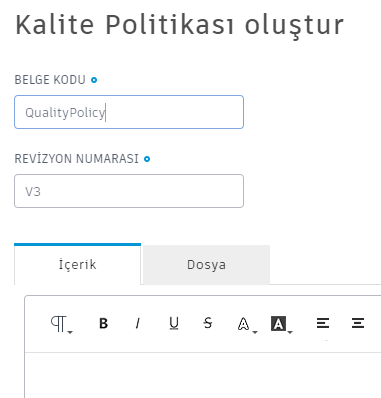 Kalite Politikası oluştur
BELGE KODU
QualityPolicy
REVİZYON NUMARASI
V3
İçerik Dosya
B I U S A A